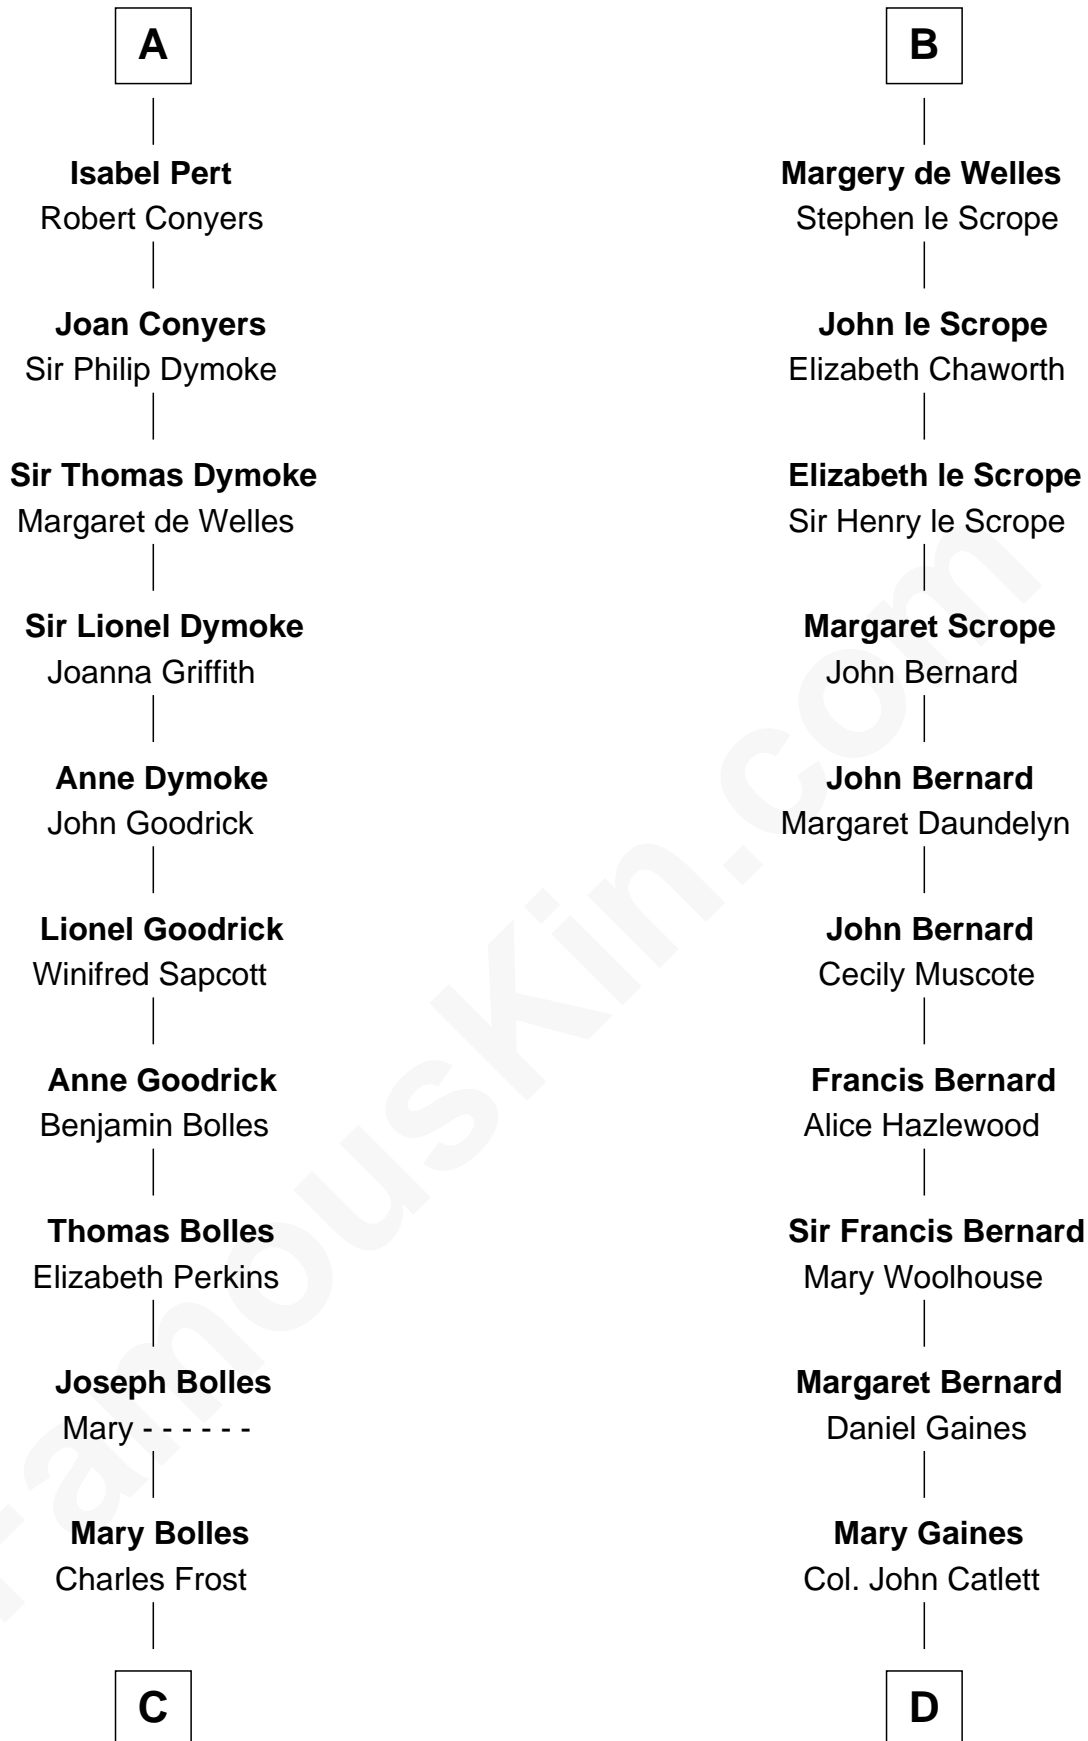 A
Isabel Pert
Robert Conyers
Joan Conyers
Sir Philip Dymoke
Sir Thomas Dymoke
Margaret de Welles
Sir Lionel Dymoke
Joanna Griffith
Anne Dymoke
John Goodrick
Lionel Goodrick
Winifred Sapcott
Anne Goodrick
Benjamin Bolles
Thomas Bolles
Elizabeth Perkins
Joseph Bolles
Mary - - - - - -
Mary Bolles
Charles Frost
C
B
Margery de Welles
Stephen le Scrope
John le Scrope
Elizabeth Chaworth
Elizabeth le Scrope
Sir Henry le Scrope
Margaret Scrope
John Bernard
John Bernard
Margaret Daundelyn
John Bernard
Cecily Muscote
Francis Bernard
Alice Hazlewood
Sir Francis Bernard
Mary Woolhouse
Margaret Bernard
Daniel Gaines
Mary Gaines
Col. John Catlett
D
FamousKin.com